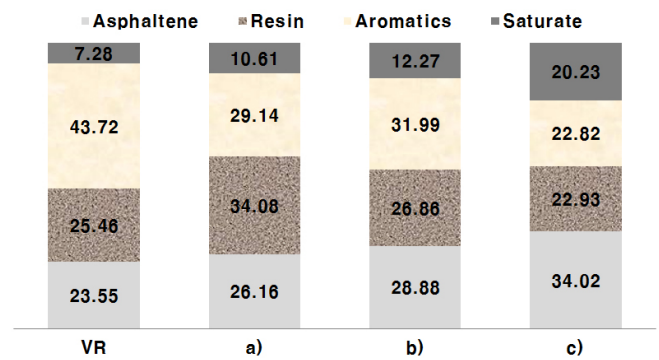 Asphaltene Resin Aromatics Saturate
7.28 10.61 12.27 20.23
43.72 29.14 31.99 22.82
25.46 34.08 26.86 22.93
23.55 26.16 28.88 34.02
VR a) b) c)